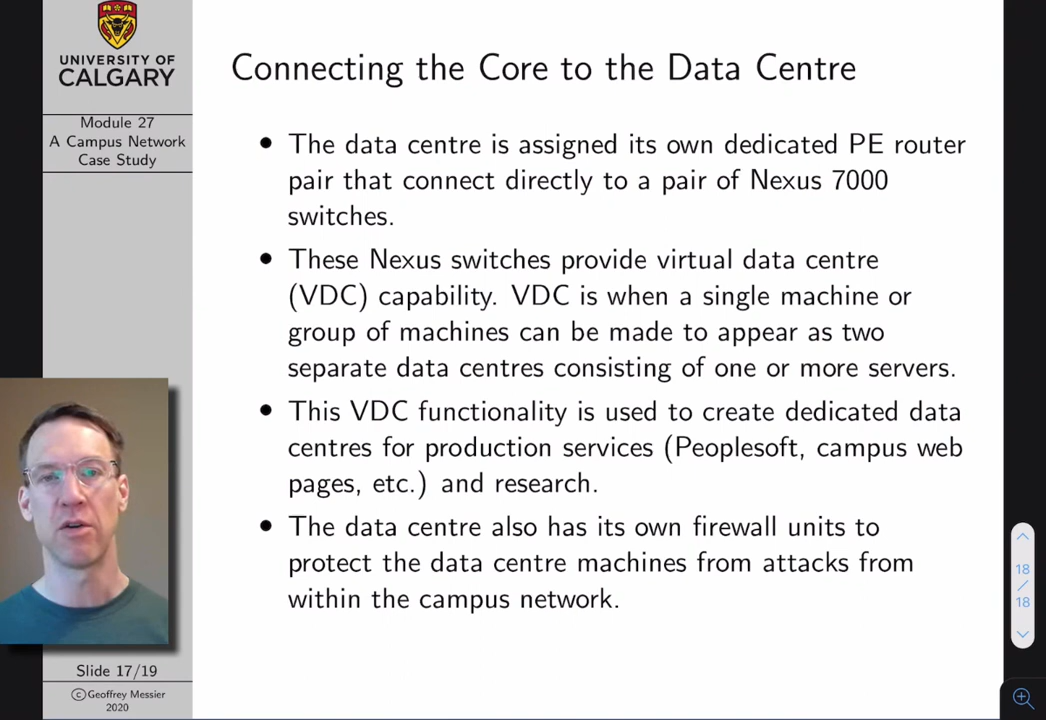 UNIVERSITY OF
CALGARY
Module 27
A Campus Network
Case Study
Connecting the Core to the Data Centre
• The data centre is assigned its own dedicated PE router
pair that connect directly to a pair of Nexus 7000
switches.
• These Nexus switches provide virtual data centre
(VDC) capability. VDC is when a single machine or
group of machines can be made to appear as two
separate data centres consisting of one or more servers.
• This VDC functionality is used to create dedicated data
centres for production services (Peoplesoft, campus web
pages, etc.) and research.
• The data centre also has its own firewall units to
protect the data centre machines from attacks from
within the campus network.
Slide 17/19
©Geoffrey Messier
2020
18
/
18